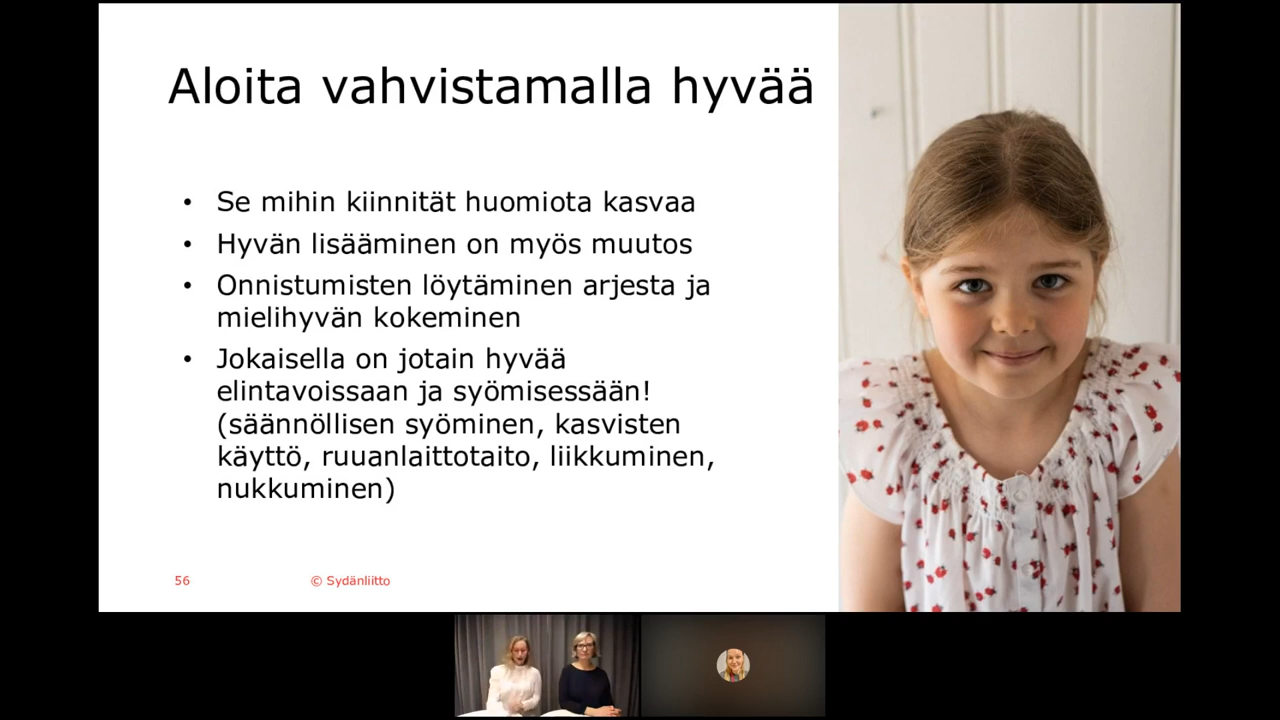 Aloita vahvistamalla hyvää
• Se mihin kiinnität huomiota kasvaa
• Hyvän lisääminen on myös muutos
• Onnistumisten löytäminen arjesta ja
mielihyvän kokeminen
• Jokaisella on jotain hyvää
elintavoissaan ja syömisessään!
(säännöllisen syöminen, kasvisten
käyttö, ruuanlaittotaito, liikkuminen,
nukkuminen)
56 © Sydänliitto